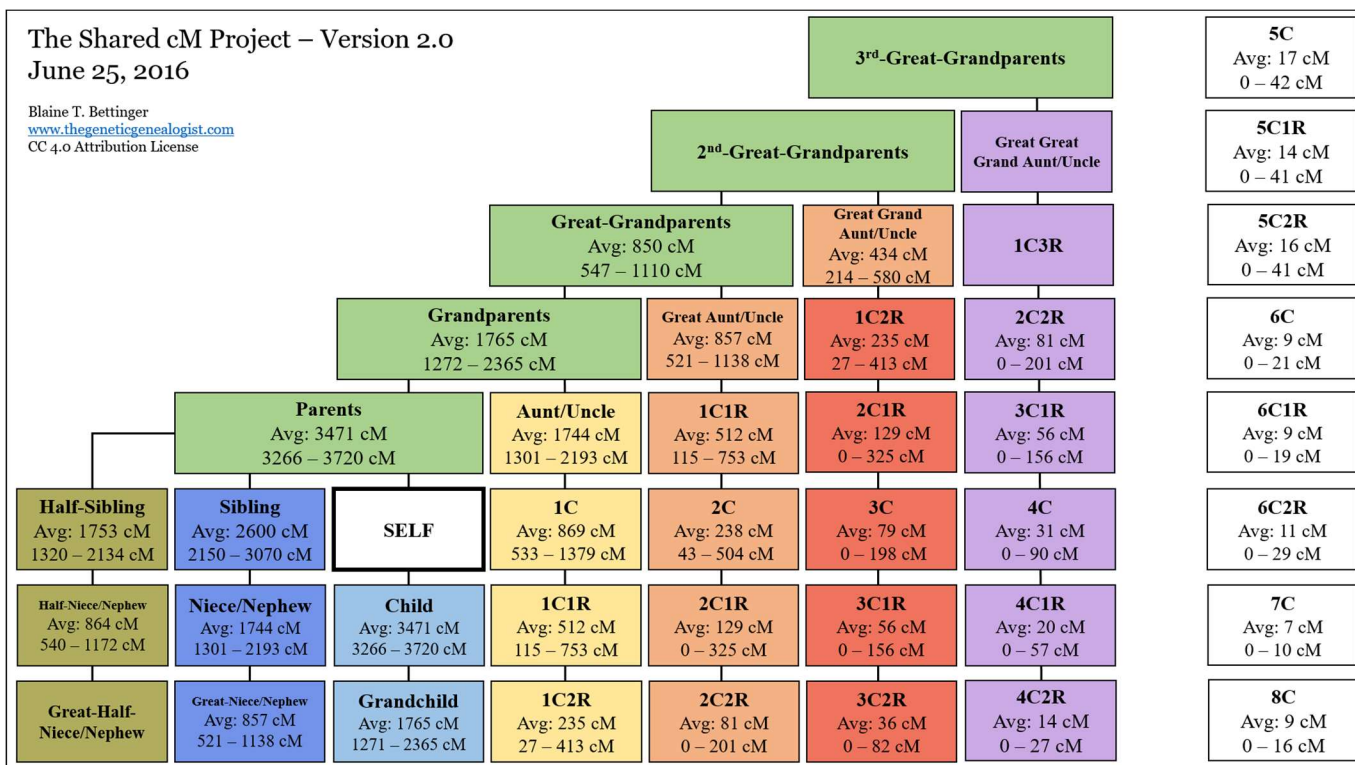 The Shared cM Project – Version 2.0
June 25, 2016
Blaine T. Bettinger
www.thegeneticgenealogist.com
CC 4.0 Attribution License
3rd-Great-Grandparents
5C
Avg: 17 cM
0 – 42 cM
2nd-Great-Grandparents
Great Great
Grand Aunt/Uncle
5C1R
Avg: 14 cM
0 – 41 cM
Great-Grandparents
Avg: 850 cM
547 – 1110 cM
Great Grand
Aunt/Uncle
Avg: 434 cM
214 – 580 cM
1C3R
5C2R
Avg: 16 cM
0 – 41 cM
Grandparents
Avg: 1765 cM
1272 – 2365 cM
Great Aunt/Uncle
Avg: 857 cM
521 – 1138 cM
1C2R
Avg: 235 cM
27 – 413 cM
2C2R
Avg: 81 cM
0 – 201 cM
6C
Avg: 9 cM
0 – 21 cM
Parents
Avg: 3471 cM
3266 – 3720 cM
Aunt/Uncle
Avg: 1744 cM
1301 – 2193 cM
1C1R
Avg: 512 cM
115 – 753 cM
2C1R
Avg: 129 cM
0 – 325 cM
3C1R
Avg: 56 cM
0 – 156 cM
6C1R
Avg: 9 cM
0 – 19 cM
Half-Sibling
Avg: 1753 cM
1320 – 2134 cM
Sibling
Avg: 2600 cM
2150 – 3070 cM
SELF
1C
Avg: 869 cM
533 – 1379 cM
2C
Avg: 238 cM
43 – 504 cM
3C
Avg: 79 cM
0 – 198 cM
4C
Avg: 31 cM
0 – 90 cM
6C2R
Avg: 11 cM
0 – 29 cM
Half-Niece/Nephew
Avg: 864 cM
540 – 1172 cM
Niece/Nephew
Avg: 1744 cM
1301 – 2193 cM
Child
Avg: 3471 cM
3266 – 3720 cM
1C1R
Avg: 512 cM
115 – 753 cM
2C1R
Avg: 129 cM
0 – 325 cM
3C1R
Avg: 56 cM
0 – 156 cM
4C1R
Avg: 20 cM
0 – 57 cM
7C
Avg: 7 cM
0 – 10 cM
Great-Half-
Niece/Nephew
Great-Niece/Nephew
Avg: 857 cM
521 – 1138 cM
Grandchild
Avg: 1765 cM
1271 – 2365 cM
1C2R
Avg: 235 cM
27 – 413 cM
2C2R
Avg: 81 cM
0 – 201 cM
3C2R
Avg: 36 cM
0 – 82 cM
4C2R
Avg: 14 cM
0 – 27 cM
8C
Avg: 9 cM
0 – 16 cM